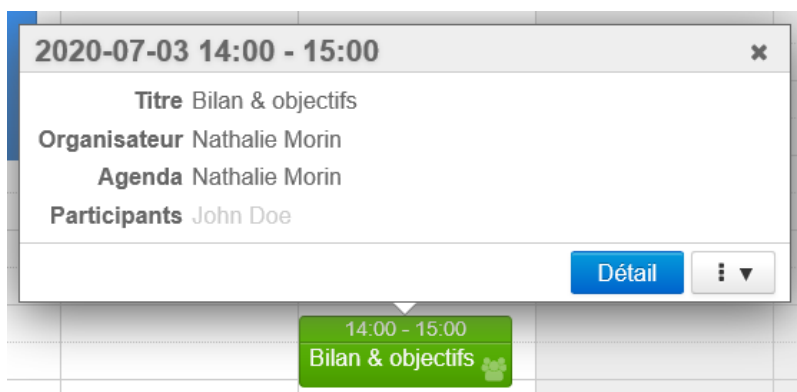 2020-07-03 14:00 - 15:00
Titre Bilan & objectifs
Organisateur Nathalie Morin
Agenda Nathalie Morin
Participants John Doe
Détail
14:00 - 15:00
Bilan & objectifs